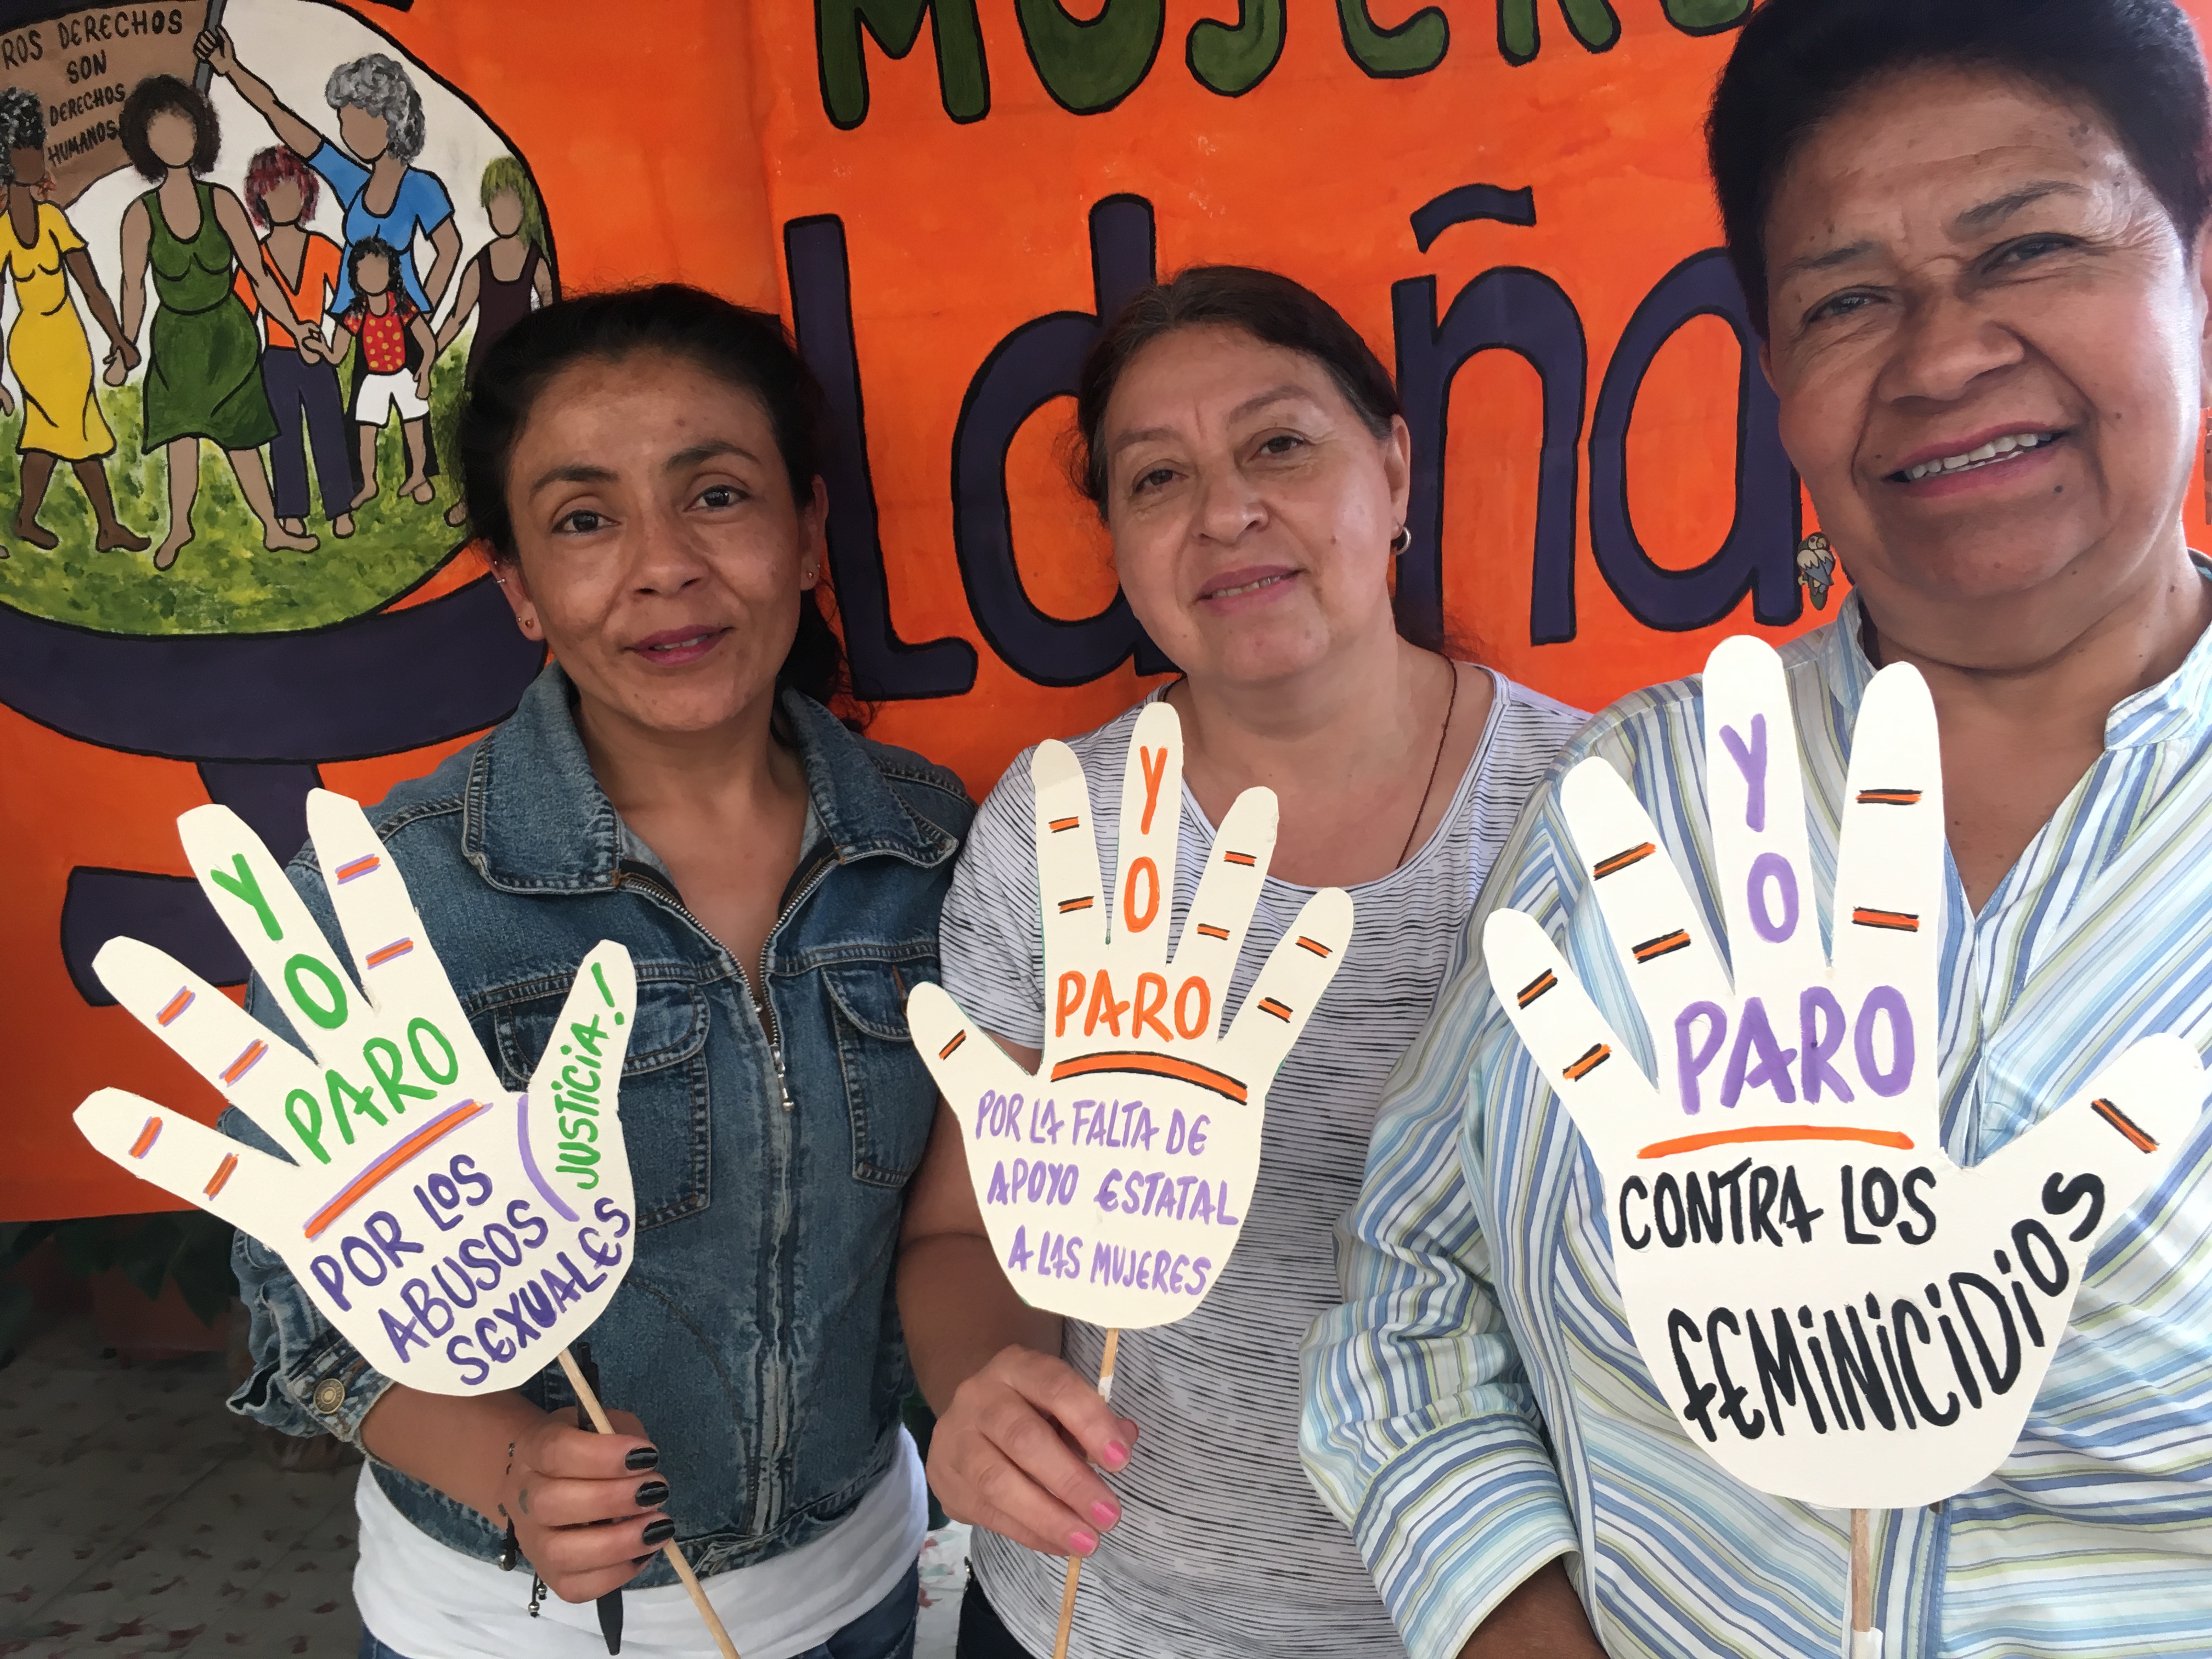 ROS DERECHOS
SON
DERECHOS
HUMANOS
YO
PARO
POR LOS
ABUSOS
SEXUALES
JUSTICIA!
YO
PARO
POR LA FALTA DE
APOYO ESTATAL
A LAS MUJERES
YO
PARO
CONTRA LOS
FEMINICIDIOS